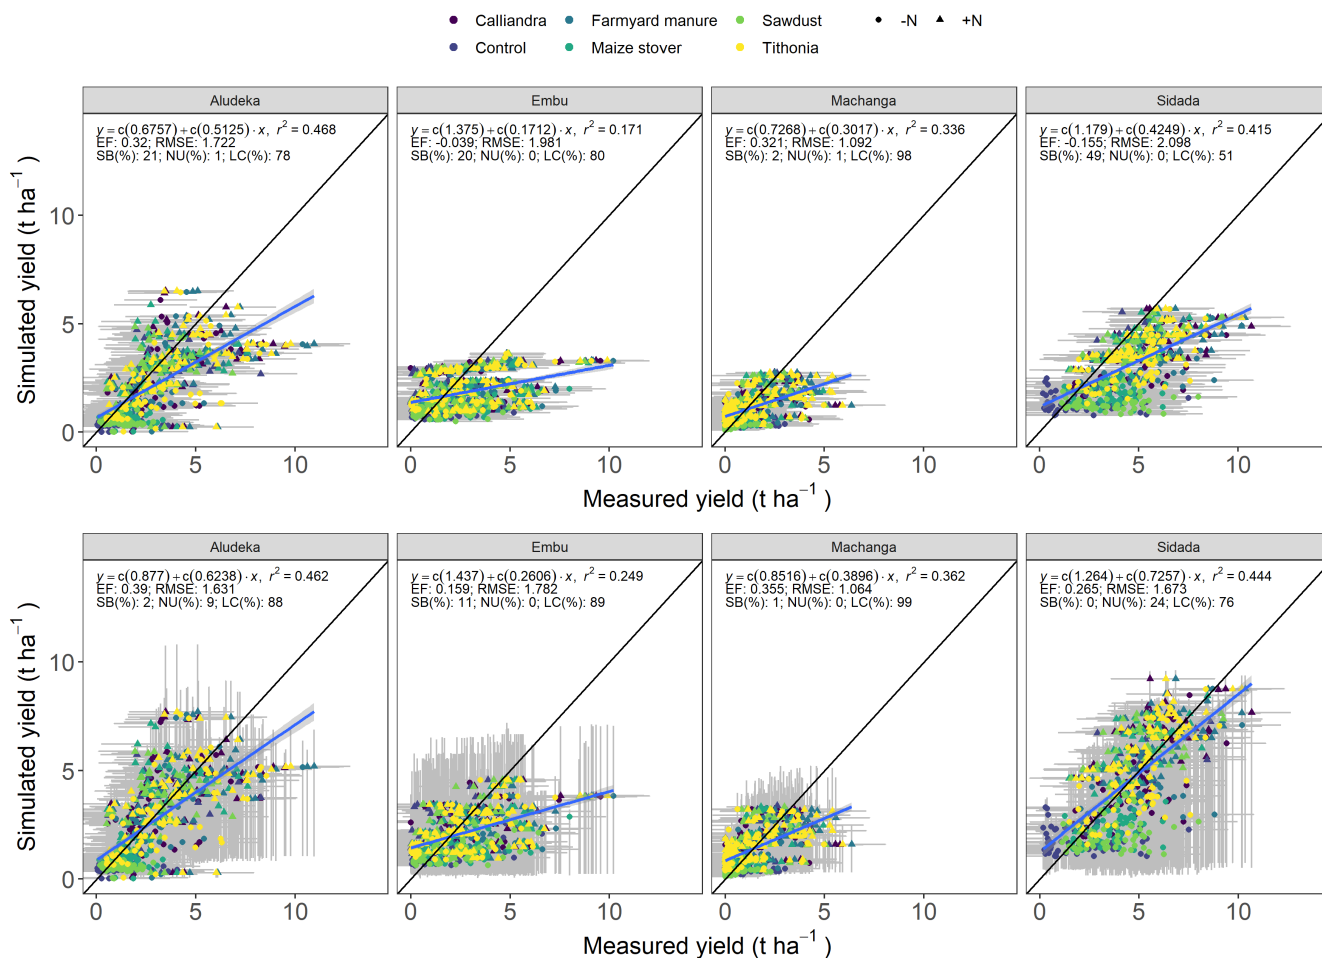 Calliandra Farmyard manure Sawdust -N +N
Control Maize stover Tithonia
Aludeka Embu Machanga Sidada
y = c(0.6757) + c(0.5125) · x, r² = 0.468
EF: 0.32; RMSE: 1.722
SB(%): 21; NU(%): 1; LC(%): 78
y = c(1.375) + c(0.1712) · x, r² = 0.171
EF: -0.039; RMSE: 1.981
SB(%): 20; NU(%): 0; LC(%): 80
y = c(0.7268) + c(0.3017) · x, r² = 0.336
EF: 0.321; RMSE: 1.092
SB(%): 2; NU(%): 1; LC(%): 98
y = c(1.179) + c(0.4249) · x, r² = 0.415
EF: -0.155; RMSE: 2.098
SB(%): 49; NU(%): 0; LC(%): 51
Simulated yield (t ha⁻¹)
10
5
0
0 5 10 0 5 10 0 5 10 0 5 10
Measured yield (t ha⁻¹ )
Aludeka Embu Machanga Sidada
y = c(0.877) + c(0.6238) · x, r² = 0.462
EF: 0.39; RMSE: 1.631
SB(%): 2; NU(%): 9; LC(%): 88
y = c(1.437) + c(0.2606) · x, r² = 0.249
EF: 0.159; RMSE: 1.782
SB(%): 11; NU(%): 0; LC(%): 89
y = c(0.8516) + c(0.3896) · x, r² = 0.362
EF: 0.355; RMSE: 1.064
SB(%): 1; NU(%): 0; LC(%): 99
y = c(1.264) + c(0.7257) · x, r² = 0.444
EF: 0.265; RMSE: 1.673
SB(%): 0; NU(%): 24; LC(%): 76
Simulated yield (t ha⁻¹)
10
5
0
0 5 10 0 5 10 0 5 10 0 5 10
Measured yield (t ha⁻¹ )